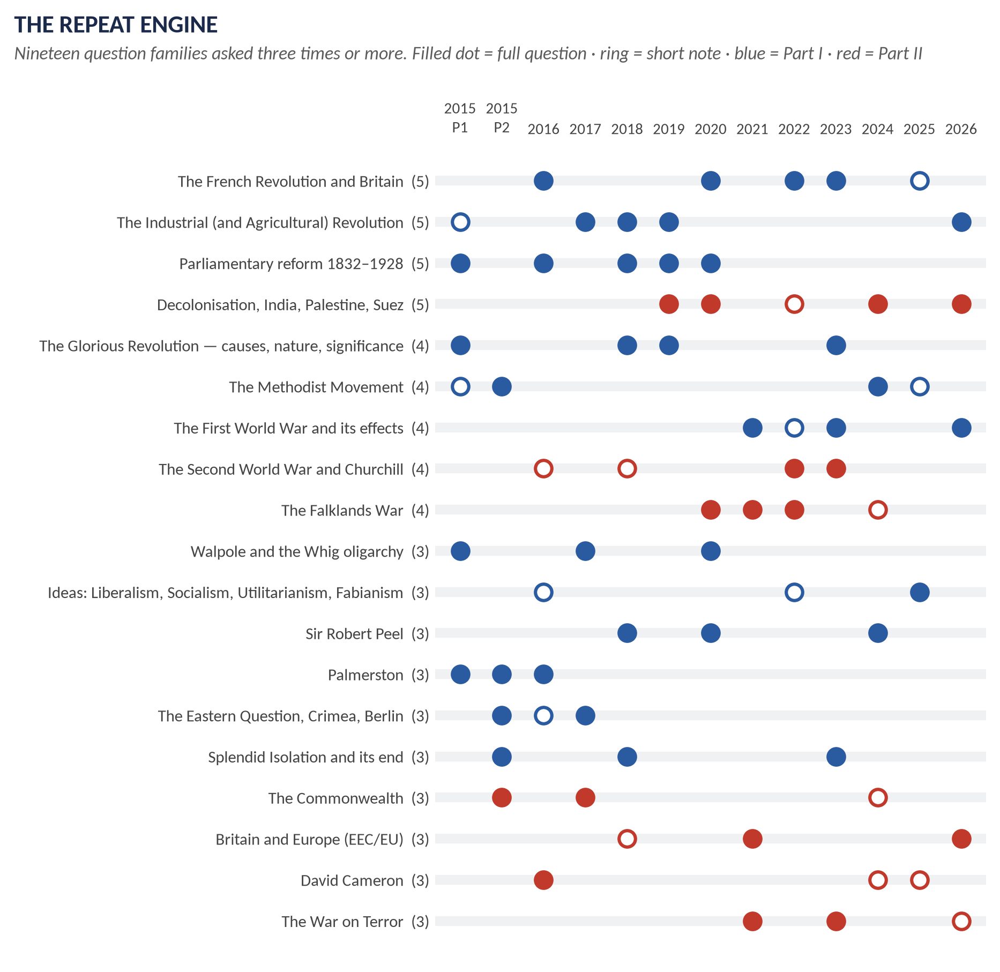 THE REPEAT ENGINE
Nineteen question families asked three times or more. Filled dot = full question · ring = short note · blue = Part I · red = Part II
2015 2015
P1 P2 2016 2017 2018 2019 2020 2021 2022 2023 2024 2025 2026
The French Revolution and Britain (5)
The Industrial (and Agricultural) Revolution (5)
Parliamentary reform 1832–1928 (5)
Decolonisation, India, Palestine, Suez (5)
The Glorious Revolution — causes, nature, significance (4)
The Methodist Movement (4)
The First World War and its effects (4)
The Second World War and Churchill (4)
The Falklands War (4)
Walpole and the Whig oligarchy (3)
Ideas: Liberalism, Socialism, Utilitarianism, Fabianism (3)
Sir Robert Peel (3)
Palmerston (3)
The Eastern Question, Crimea, Berlin (3)
Splendid Isolation and its end (3)
The Commonwealth (3)
Britain and Europe (EEC/EU) (3)
David Cameron (3)
The War on Terror (3)